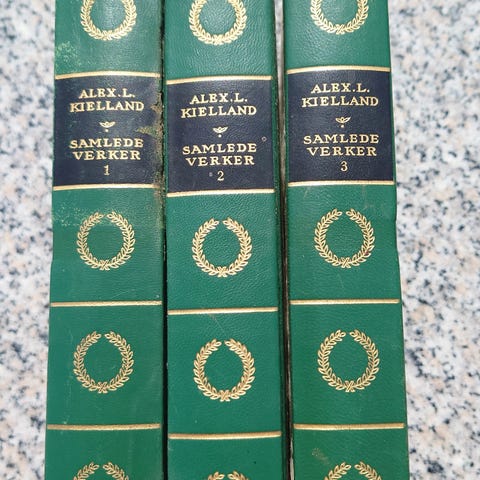 ALEX. L.
KIELLAND
SAMLEDE
VERKER
1
ALEX. L.
KIELLAND
SAMLEDE
VERKER
2
ALEX. L.
KIELLAND
SAMLEDE
VERKER
3